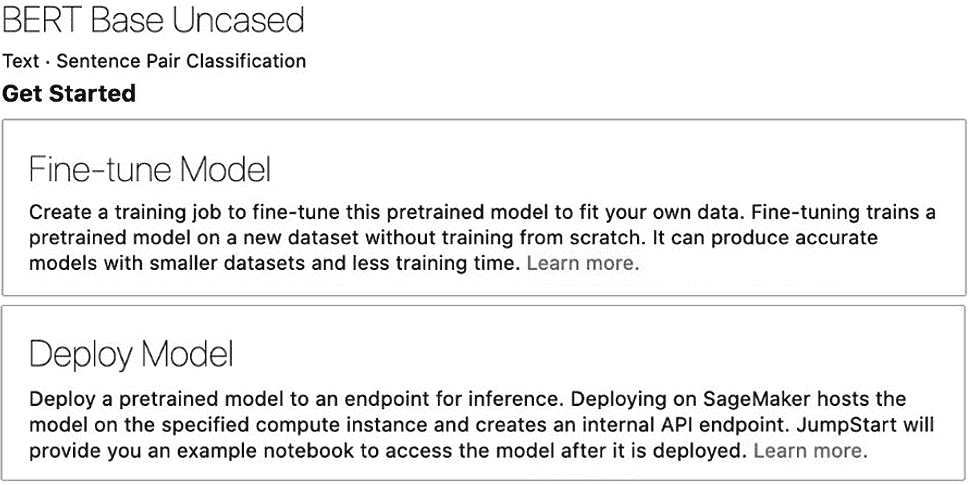 BERT Base Uncased
Text · Sentence Pair Classification
Get Started
Fine-tune Model
Create a training job to fine-tune this pretrained model to fit your own data. Fine-tuning trains a
pretrained model on a new dataset without training from scratch. It can produce accurate
models with smaller datasets and less training time. Learn more.
Deploy Model
Deploy a pretrained model to an endpoint for inference. Deploying on SageMaker hosts the
model on the specified compute instance and creates an internal API endpoint. JumpStart will
provide you an example notebook to access the model after it is deployed. Learn more.